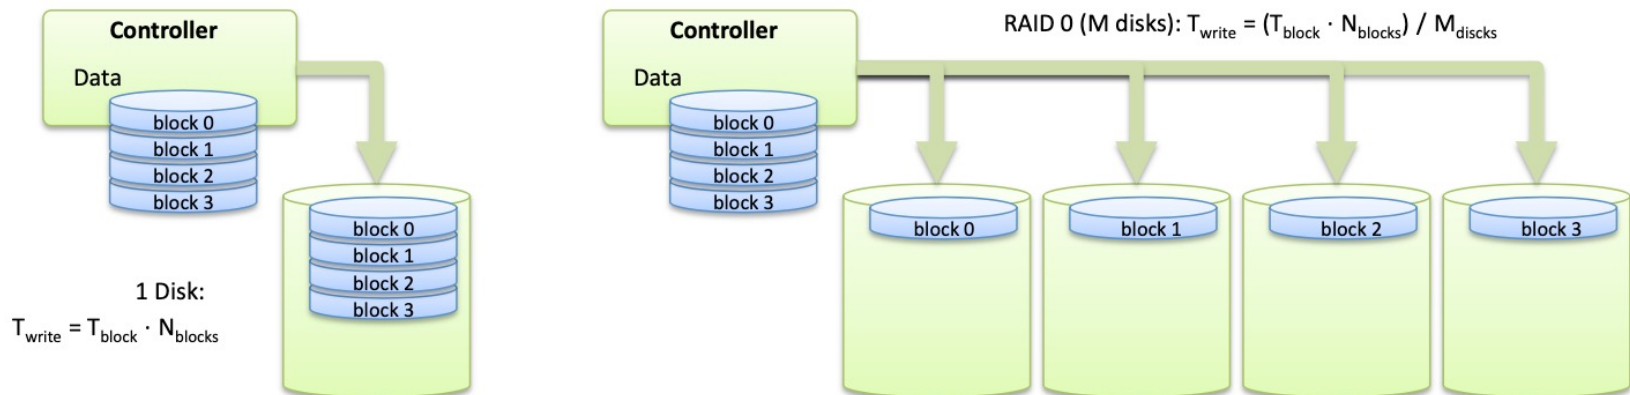 Controller
Data
block 0
block 1
block 2
block 3
block 0
block 1
block 2
block 3
1 Disk:
Twrite = Tblock · Nblocks
RAID 0 (M disks): Twrite = (Tblock · Nblocks) / Mdiscks
Controller
Data
block 0
block 1
block 2
block 3
block 0
block 1
block 2
block 3